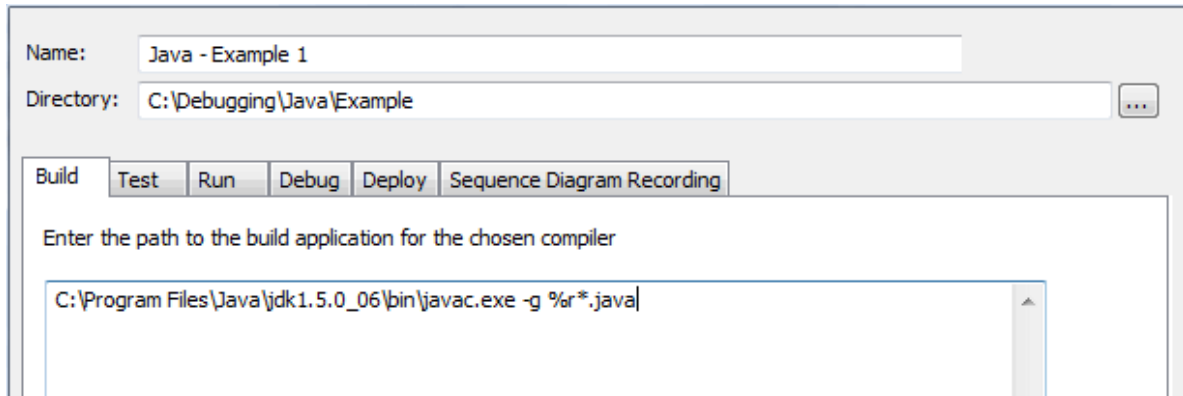 Name: Java - Example 1
Directory: C:\Debugging\Java\Example ...
Build Test Run Debug Deploy Sequence Diagram Recording
Enter the path to the build application for the chosen compiler
C:\Program Files\Java\jdk1.5.0_06\bin\javac.exe -g %r*.java